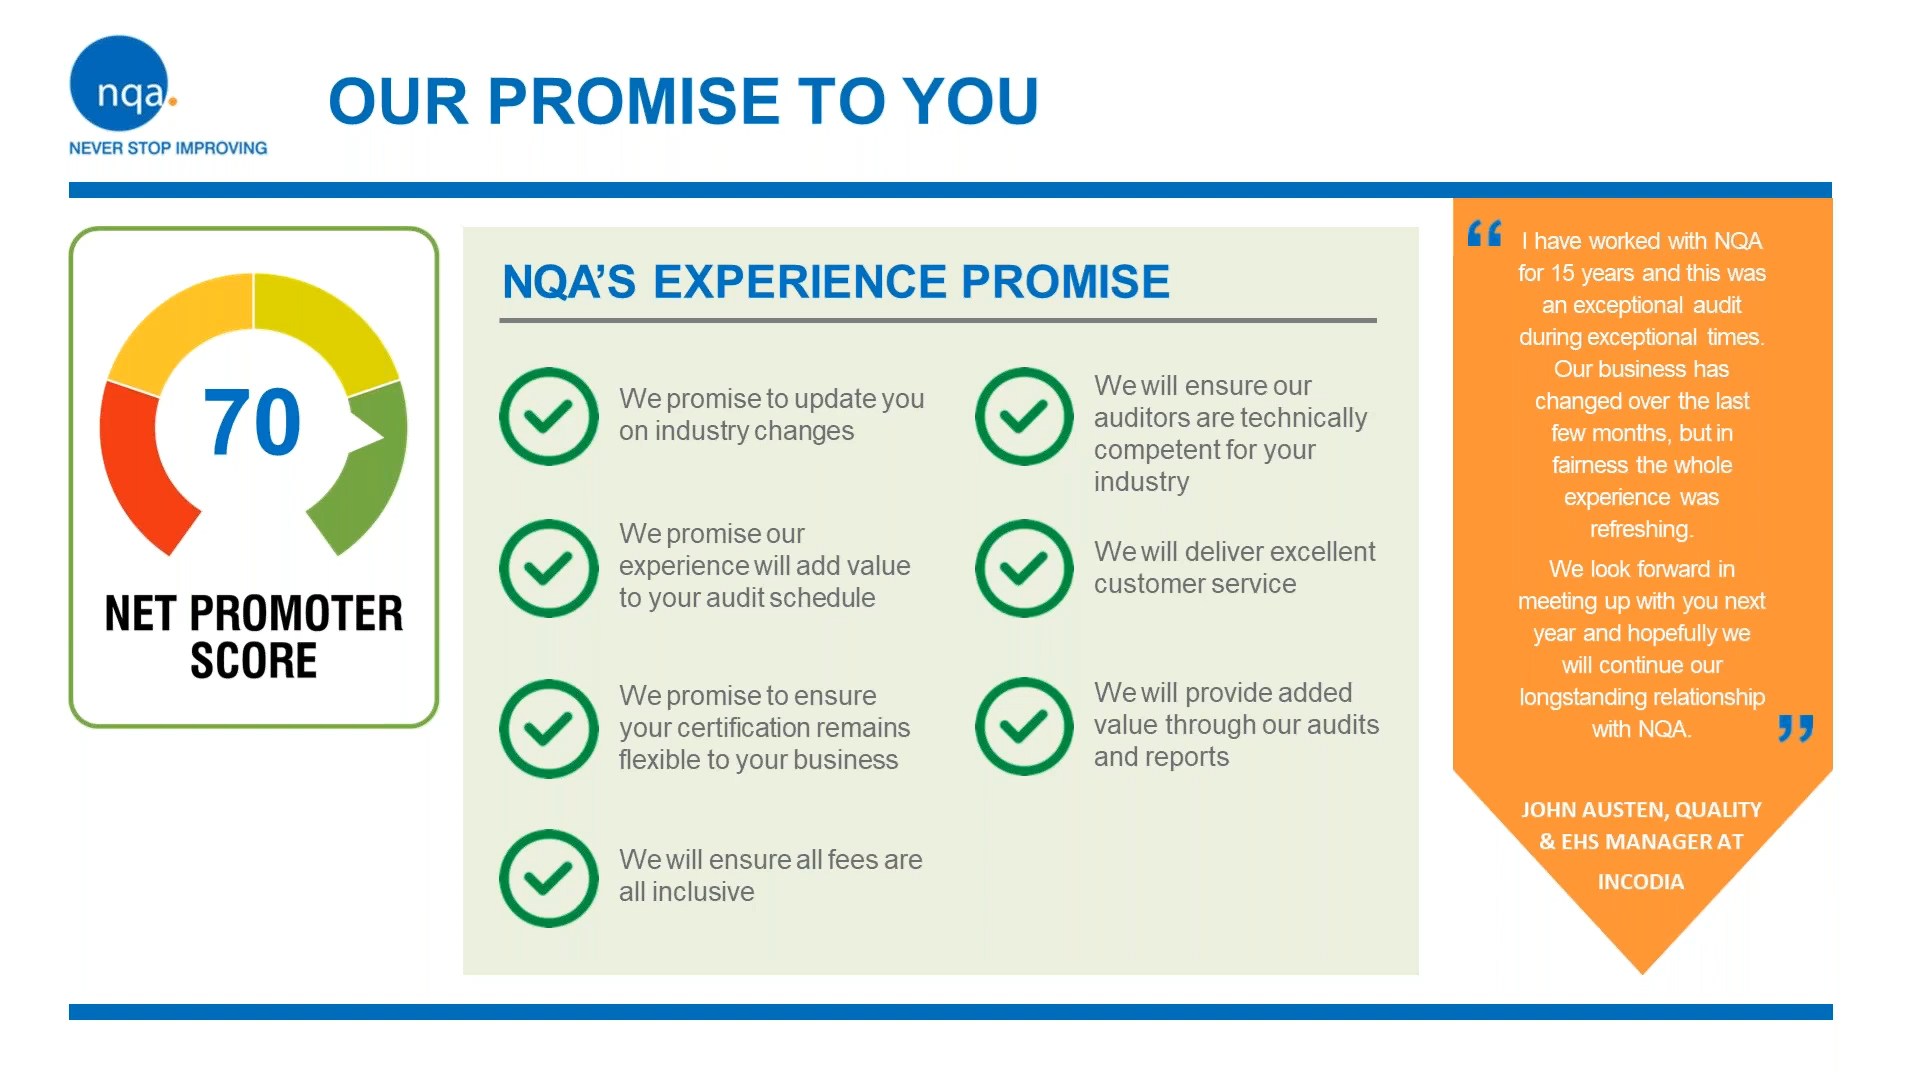 nqa.
NEVER STOP IMPROVING
OUR PROMISE TO YOU
70
NET PROMOTER
SCORE
NQA’S EXPERIENCE PROMISE
We promise to update you
on industry changes
We promise our
experience will add value
to your audit schedule
We promise to ensure
your certification remains
flexible to your business
We will ensure all fees are
all inclusive
We will ensure our
auditors are technically
competent for your
industry
We will deliver excellent
customer service
We will provide added
value through our audits
and reports
“ I have worked with NQA
for 15 years and this was
an exceptional audit
during exceptional times.
Our business has
changed over the last
few months, but in
fairness the whole
experience was
refreshing.
We look forward in
meeting up with you next
year and hopefully we
will continue our
longstanding relationship
with NQA. ”
JOHN AUSTEN, QUALITY
& EHS MANAGER AT
INCODIA